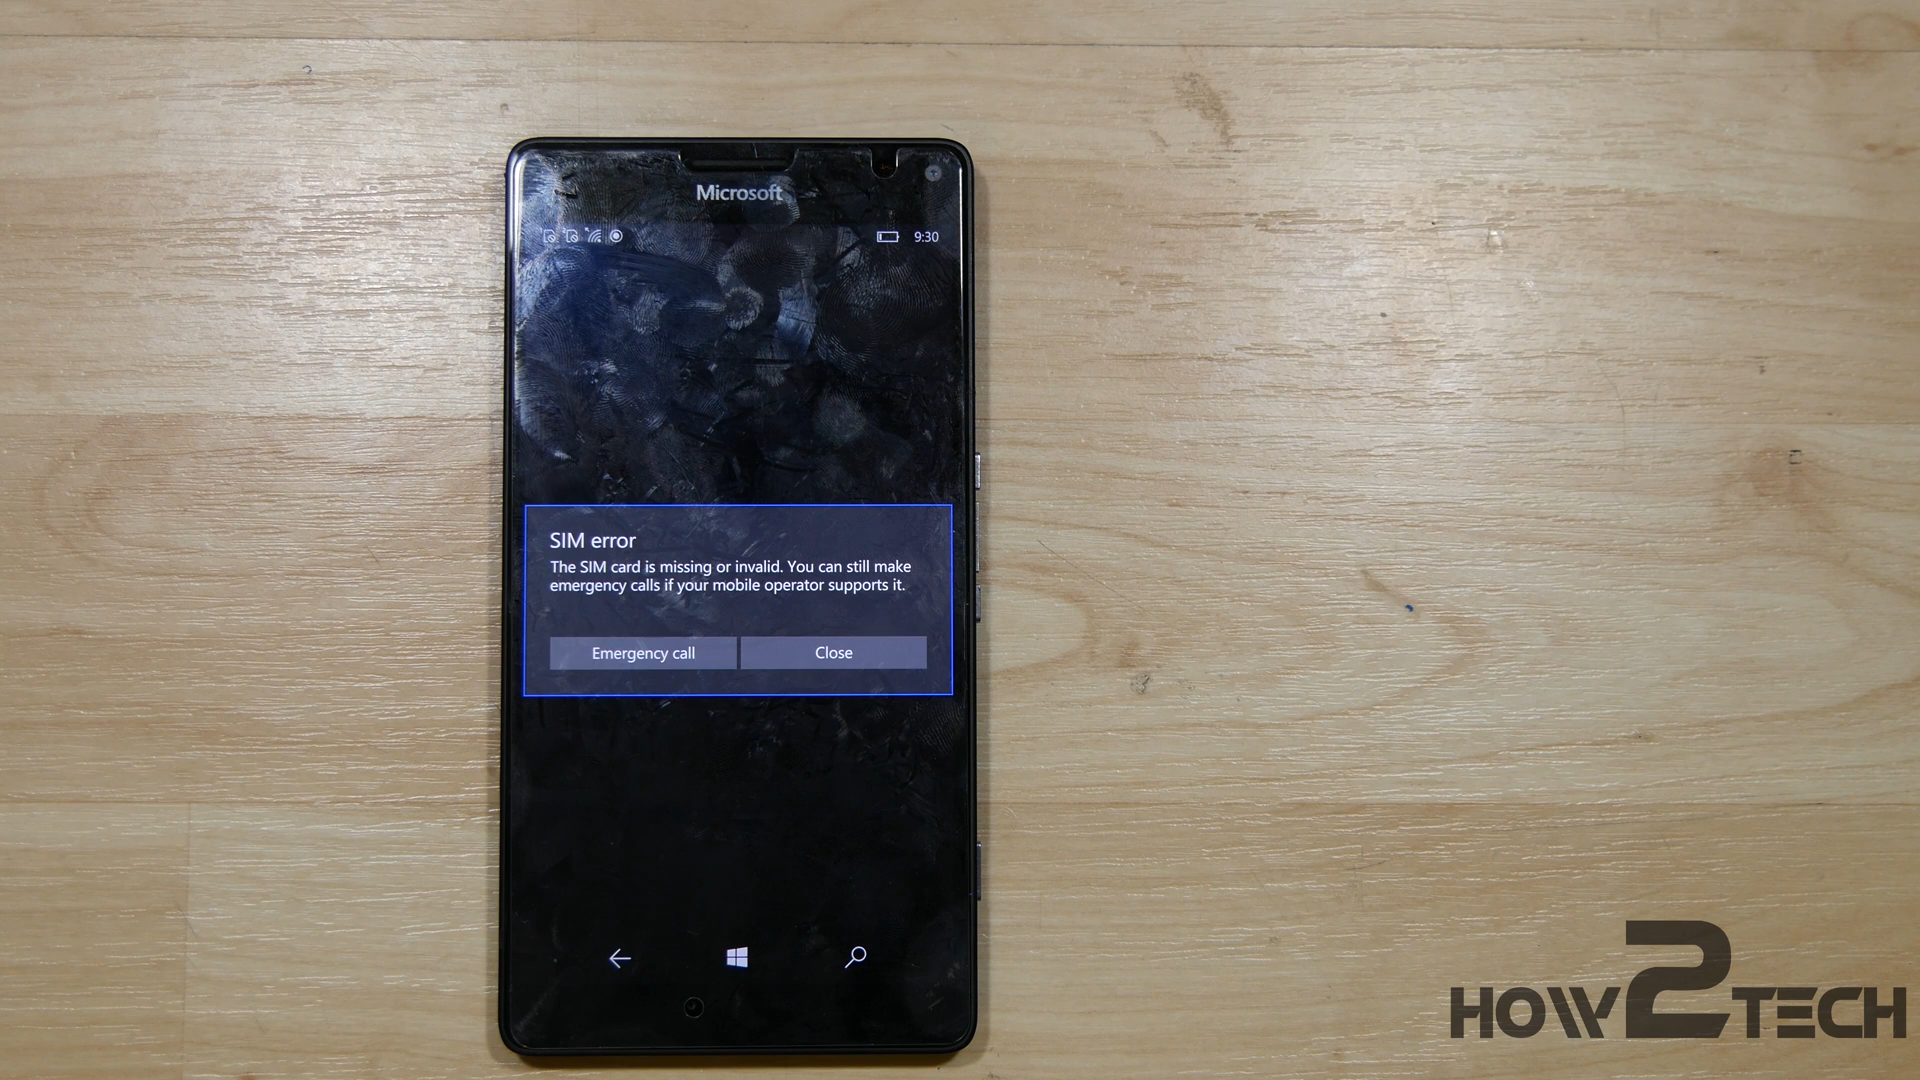 Microsoft
9:30
SIM error
The SIM card is missing or invalid. You can still make
emergency calls if your mobile operator supports it.
Emergency call
Close
HOW2TECH